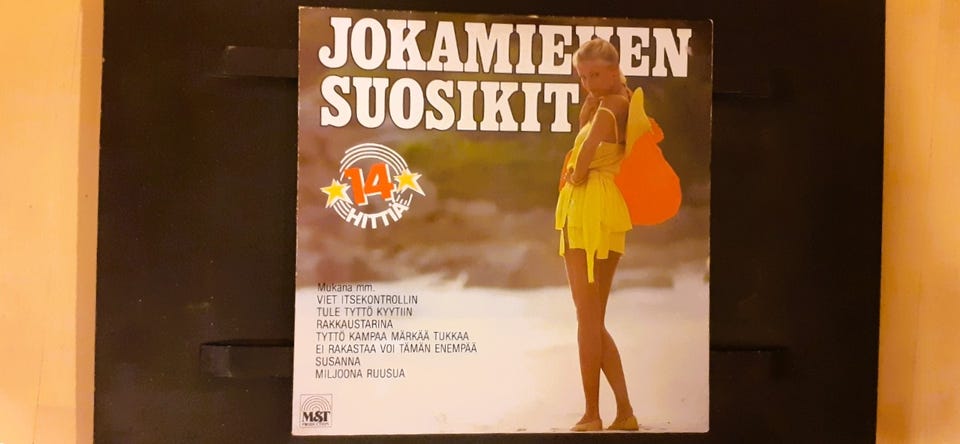 JOKAMIEHEN
SUOSIKIT
14
HITTIÄ
Mukana mm.
VIET ITSEKONTROLLIN
TULE TYTTÖ KYYTIIN
RAKKAUSTARINA
TYTTÖ KAMPAA MÄRKÄÄ TUKKAA
EI RAKASTAA VOI TÄMÄN ENEMPÄÄ
SUSANNA
MILJOONA RUUSUA
M&T
PRODUCTION